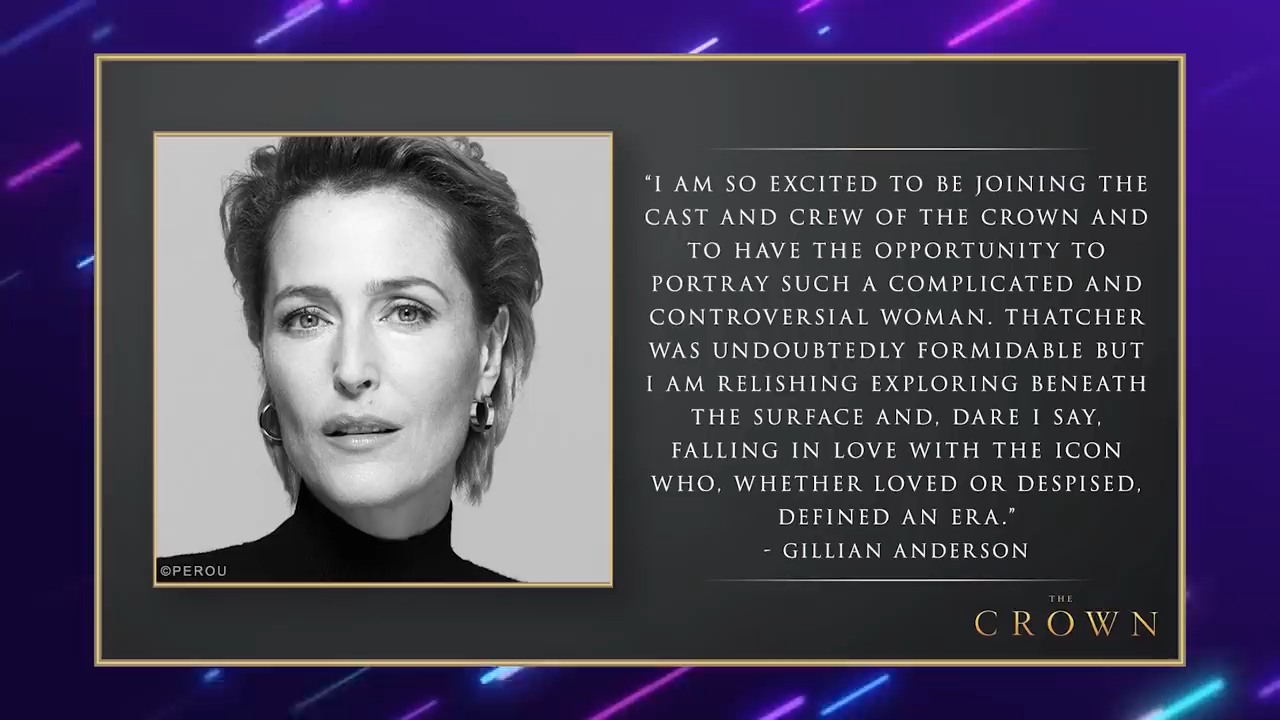 “I AM SO EXCITED TO BE JOINING THE
CAST AND CREW OF THE CROWN AND
TO HAVE THE OPPORTUNITY TO
PORTRAY SUCH A COMPLICATED AND
CONTROVERSIAL WOMAN. THATCHER
WAS UNDOUBTEDLY FORMIDABLE BUT
I AM RELISHING EXPLORING BENEATH
THE SURFACE AND, DARE I SAY,
FALLING IN LOVE WITH THE ICON
WHO, WHETHER LOVED OR DESPISED,
DEFINED AN ERA.”
- GILLIAN ANDERSON
©PEROU
THE
CROWN